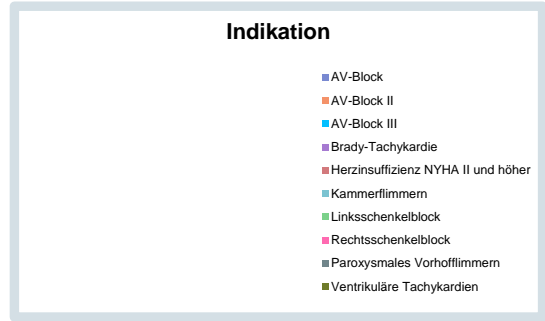 Indikation
AV-Block
AV-Block II
AV-Block III
Brady-Tachykardie
Herzinsuffizienz NYHA II und höher
Kammerflimmern
Linksschenkelblock
Rechtsschenkelblock
Paroxysmales Vorhofflimmern
Ventrikuläre Tachykardien